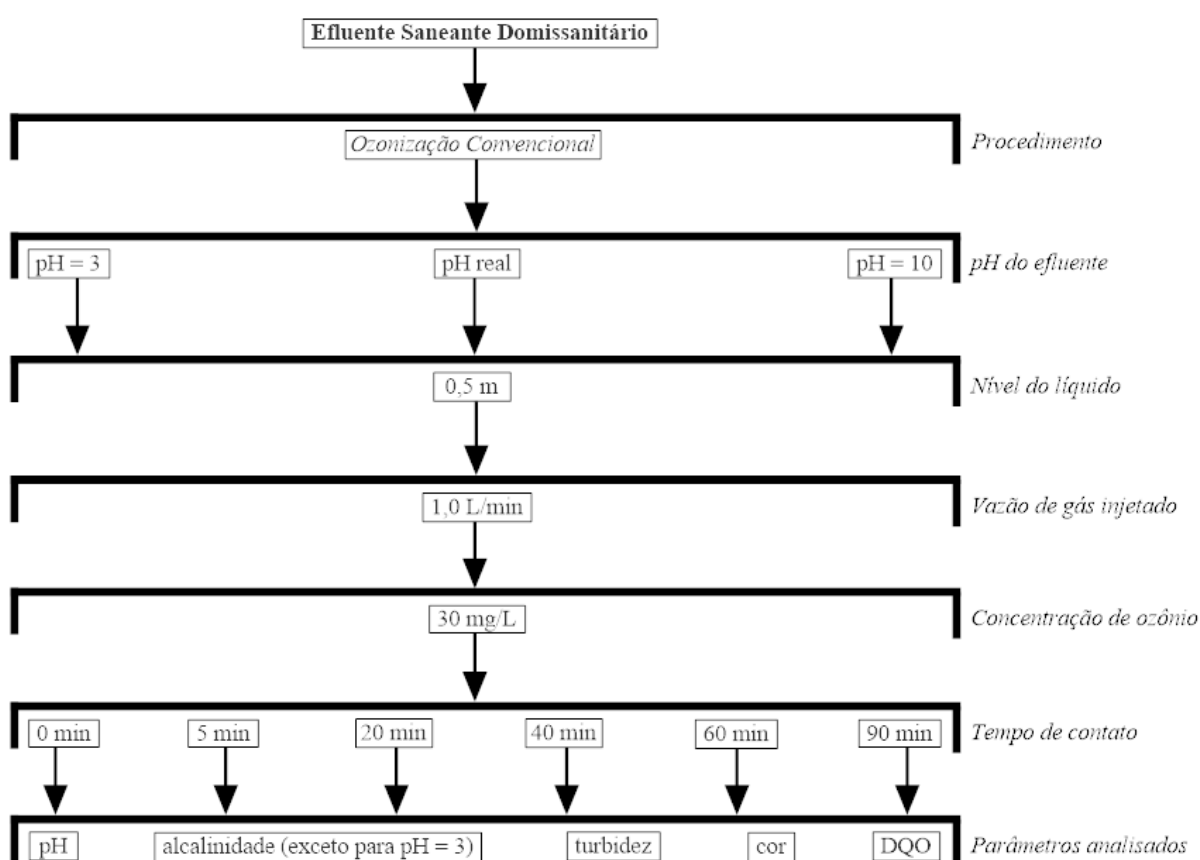 Efluente Saneante Domissanitário
Ozonização Convencional
Procedimento
pH = 3
pH real
pH = 10
pH do efluente
0,5 m
Nível do líquido
1,0 L/min
Vazão de gás injetado
30 mg/L
Concentração de ozônio
0 min
5 min
20 min
40 min
60 min
90 min
Tempo de contato
pH
alcalinidade (exceto para pH = 3)
turbidez
cor
DQO
Parâmetros analisados